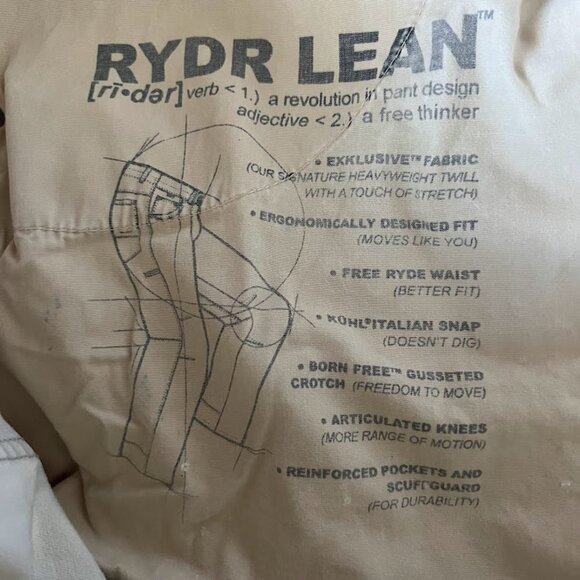 RYDR LEAN™
[rī•dər] verb < 1.) a revolution in pant design
adjective < 2.) a free thinker
• EXKLUSIVE™ FABRIC
(OUR SIGNATURE HEAVYWEIGHT TWILL
WITH A TOUCH OF STRETCH)
• ERGONOMICALLY DESIGNED FIT
(MOVES LIKE YOU)
• FREE RYDE WAIST
(BETTER FIT)
• KÜHL®ITALIAN SNAP
(DOESN'T DIG)
• BORN FREE™ GUSSETED
CROTCH (FREEDOM TO MOVE)
• ARTICULATED KNEES
(MORE RANGE OF MOTION)
• REINFORCED POCKETS AND
SCUFFGUARD
(FOR DURABILITY)